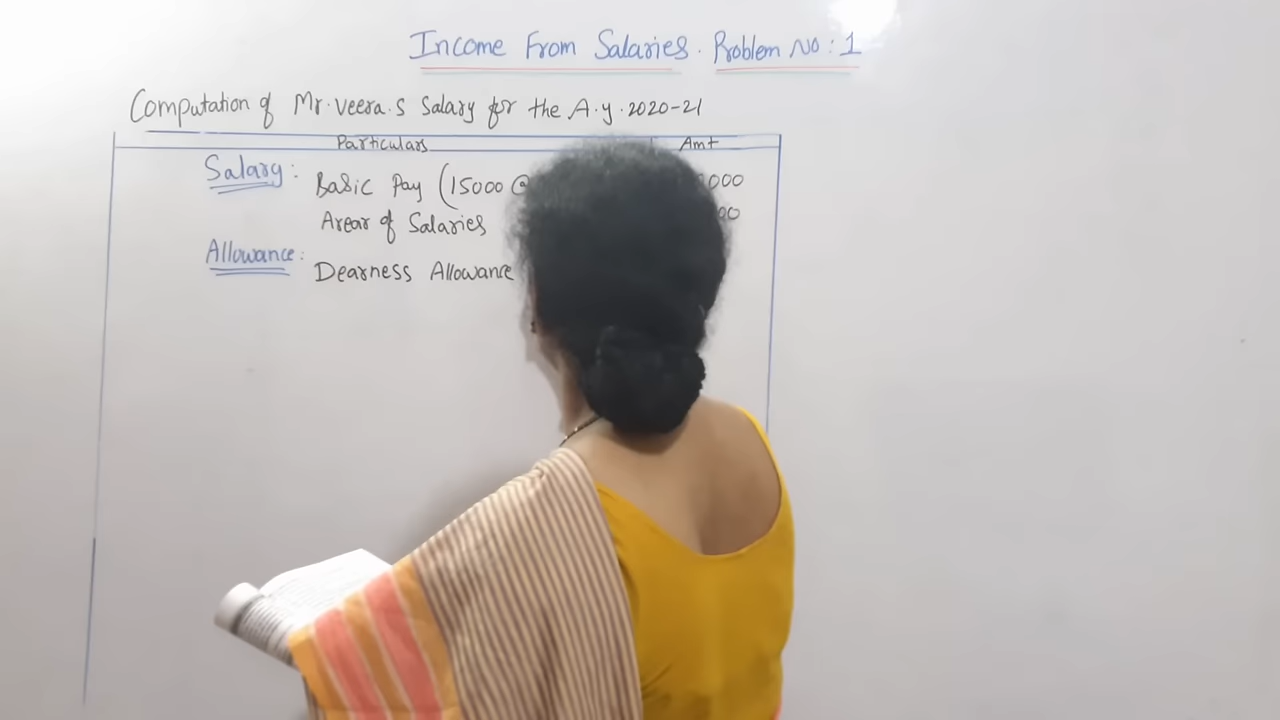 Income From Salaries. Problem No : 1
Computation of Mr. Veera.S Salary for the A.y. 2020-21
Particulars Amt
Salary: Basic Pay (15000 @
Arear of Salaries
Allowance:
Dearness Allowance